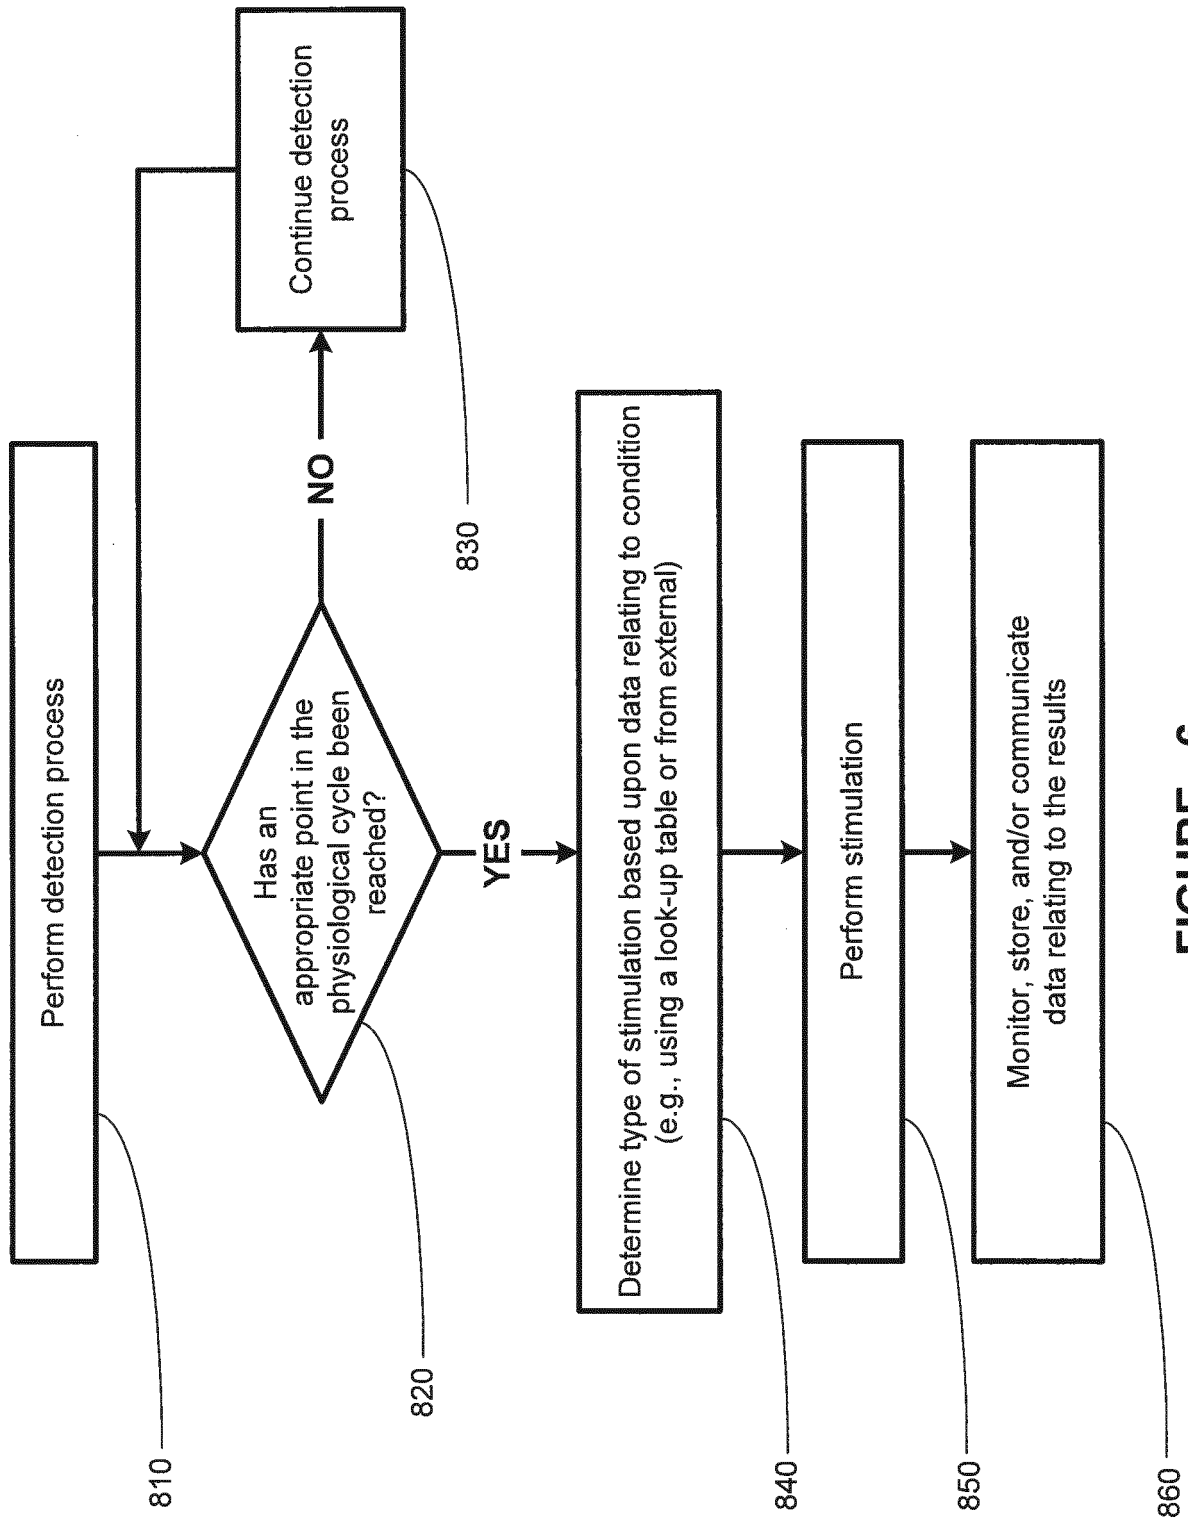 Perform detection process
810
Has an
appropriate point in the
physiological cycle been
reached?
820
NO
Continue detection
process
830
YES
Determine type of stimulation based upon data relating to condition
(e.g., using a look-up table or from external)
840
Perform stimulation
850
Monitor, store, and/or communicate
data relating to the results
860
FIGURE